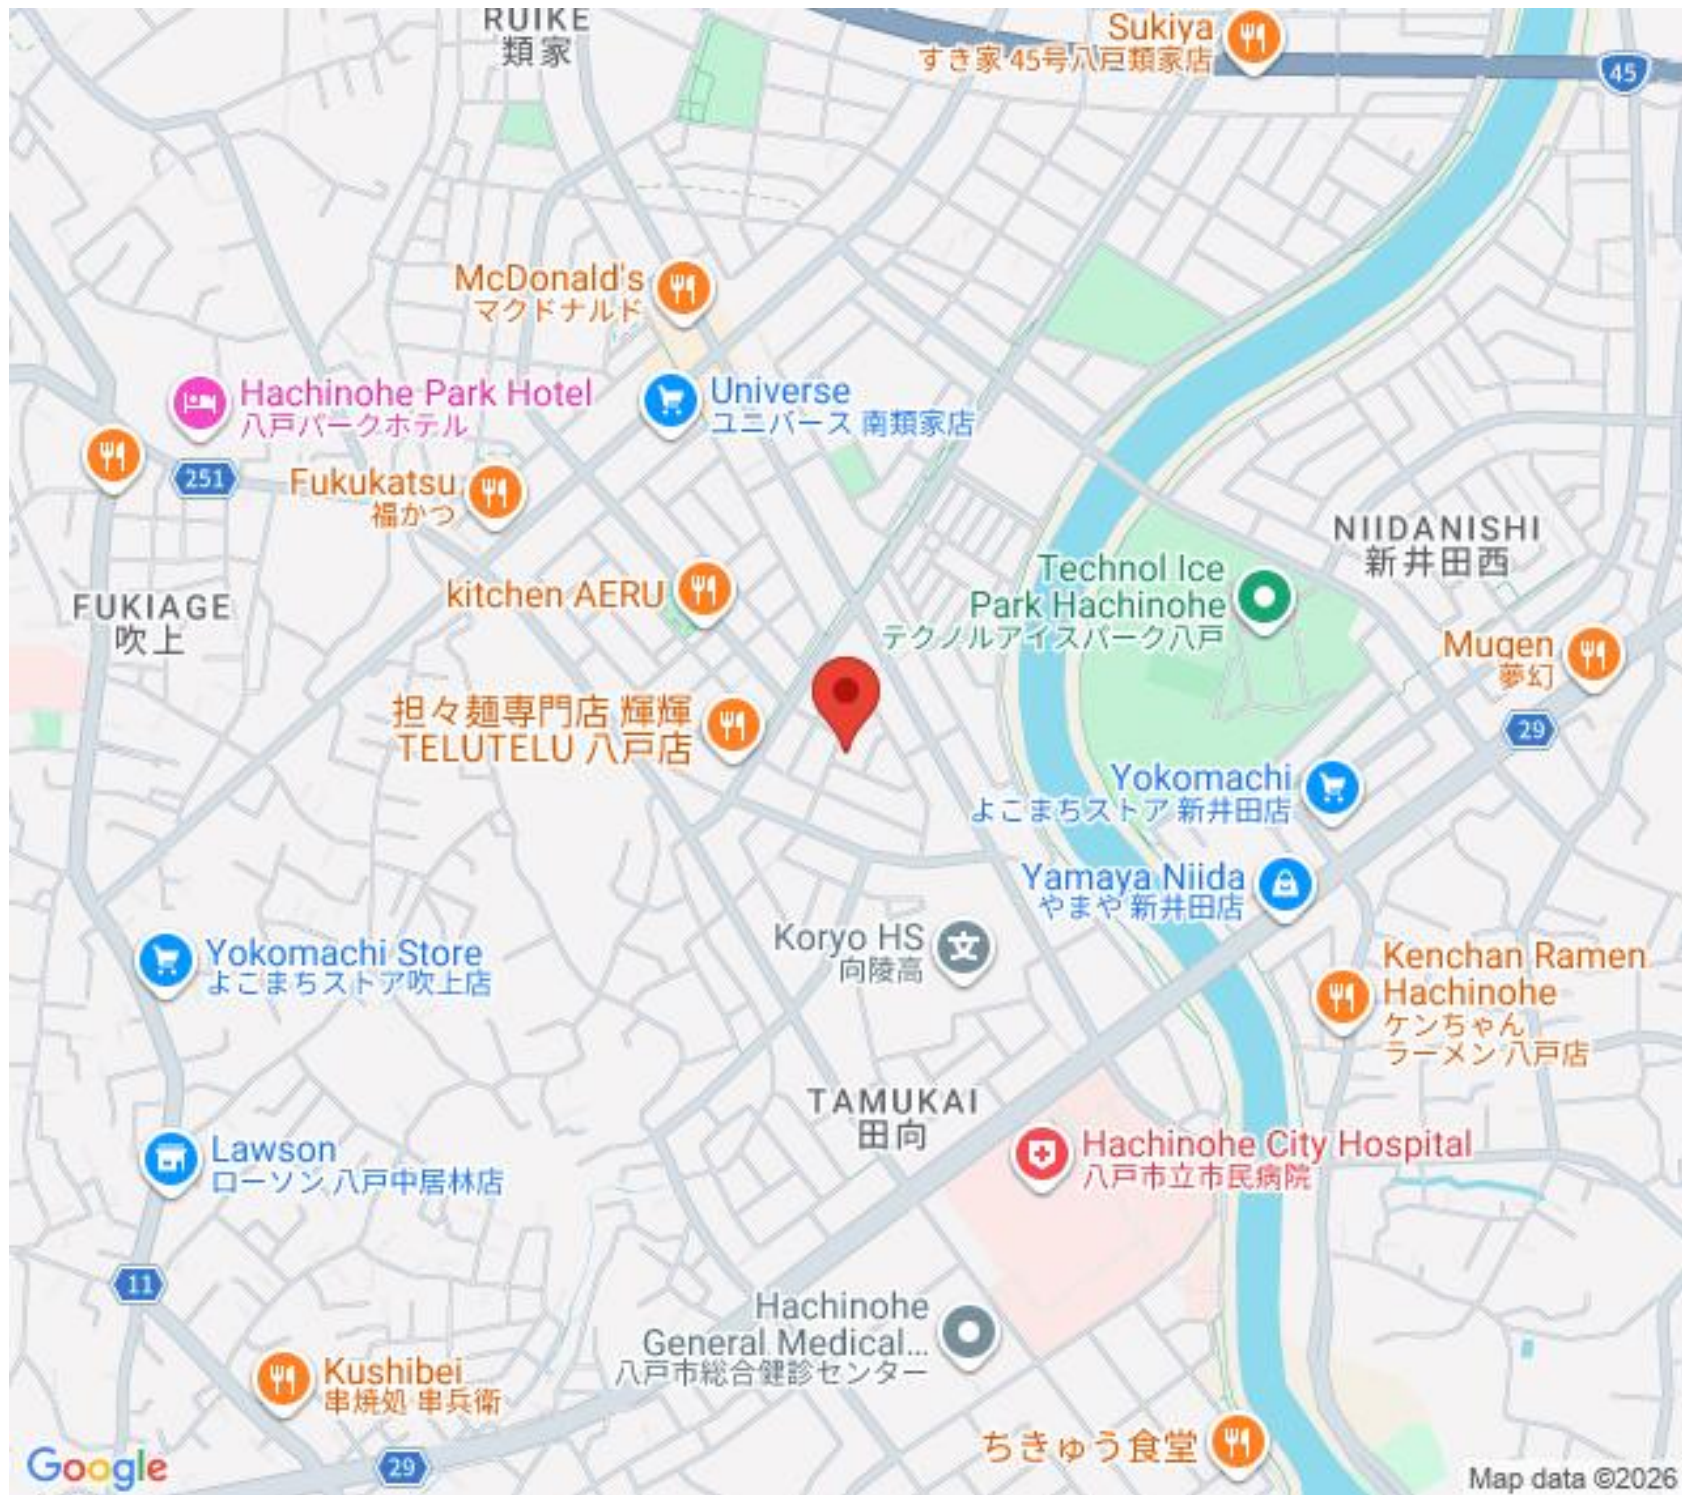 RUIKE
類家
Sukiya
すき家 45号八戸類家店
45
McDonald's
マクドナルド
Hachinohe Park Hotel
八戸パークホテル
Universe
ユニバース 南類家店
251
Fukukatsu
福かつ
NIIDANISHI
新井田西
kitchen AERU
Technol Ice
Park Hachinohe
テクノルアイスパーク八戸
FUKIAGE
吹上
Mugen
夢幻
担々麺専門店 輝輝
TELUTELU 八戸店
29
Yokomachi
よこまちストア 新井田店
Yamaya Niida
やまや 新井田店
Koryo HS
向陵高
Yokomachi Store
よこまちストア吹上店
Kenchan Ramen
Hachinohe
ケンちゃん
ラーメン 八戸店
TAMUKAI
田向
Hachinohe City Hospital
八戸市立市民病院
Lawson
ローソン 八戸中居林店
11
Hachinohe
General Medical...
八戸市総合健診センター
Kushibei
串焼処 串兵衛
ちきゅう食堂
29
Google
Map data ©2026